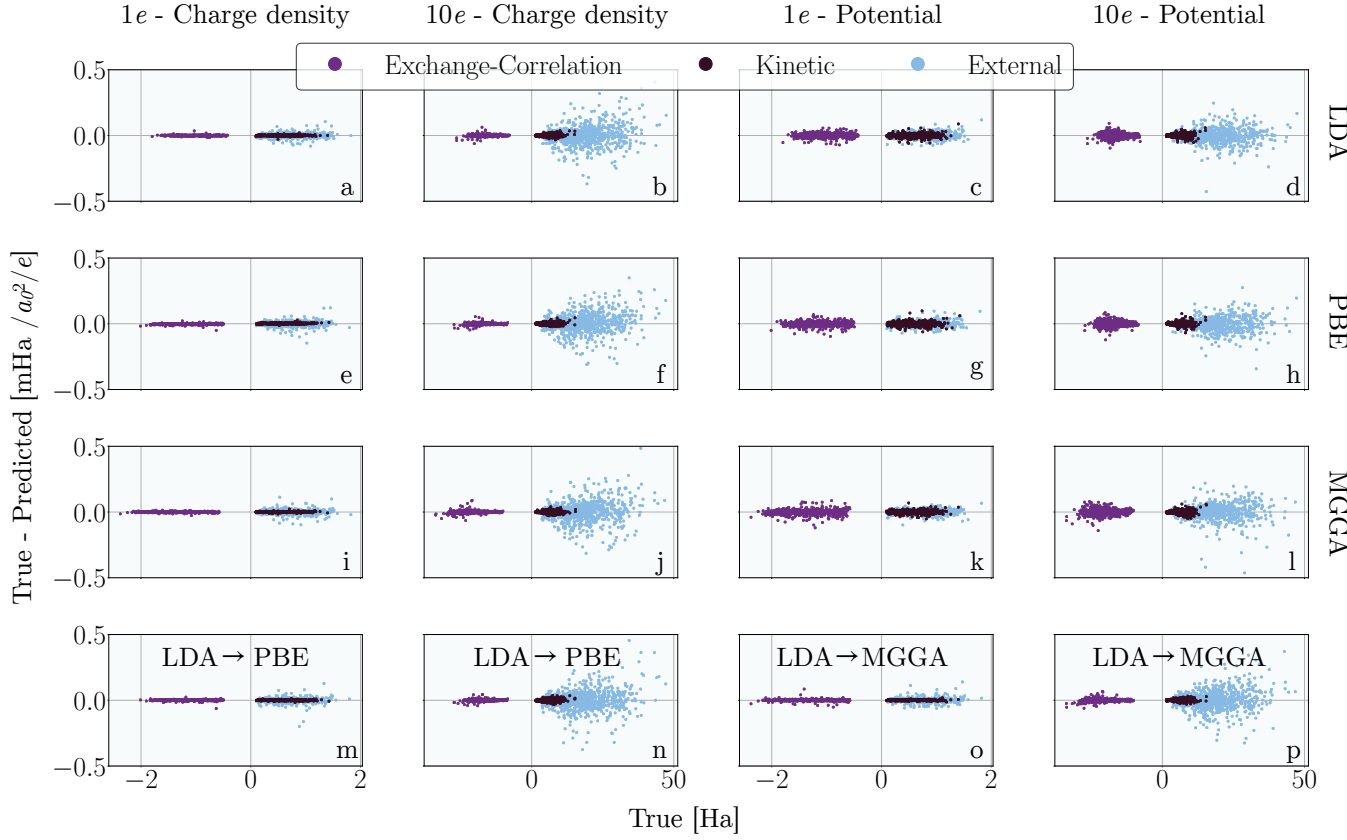 1e - Charge density
10e - Charge density
1e - Potential
10e - Potential
Exchange-Correlation
Kinetic
External
True - Predicted [mHa / a0²/e]
0.5
0.0
−0.5
a
b
c
d
LDA
0.5
0.0
−0.5
e
f
g
h
PBE
0.5
0.0
−0.5
i
j
k
l
MGGA
0.5
0.0
−0.5
LDA→PBE
m
LDA→PBE
n
LDA→MGGA
o
LDA→MGGA
p
−2
0
2
0
50
−2
0
2
0
50
True [Ha]